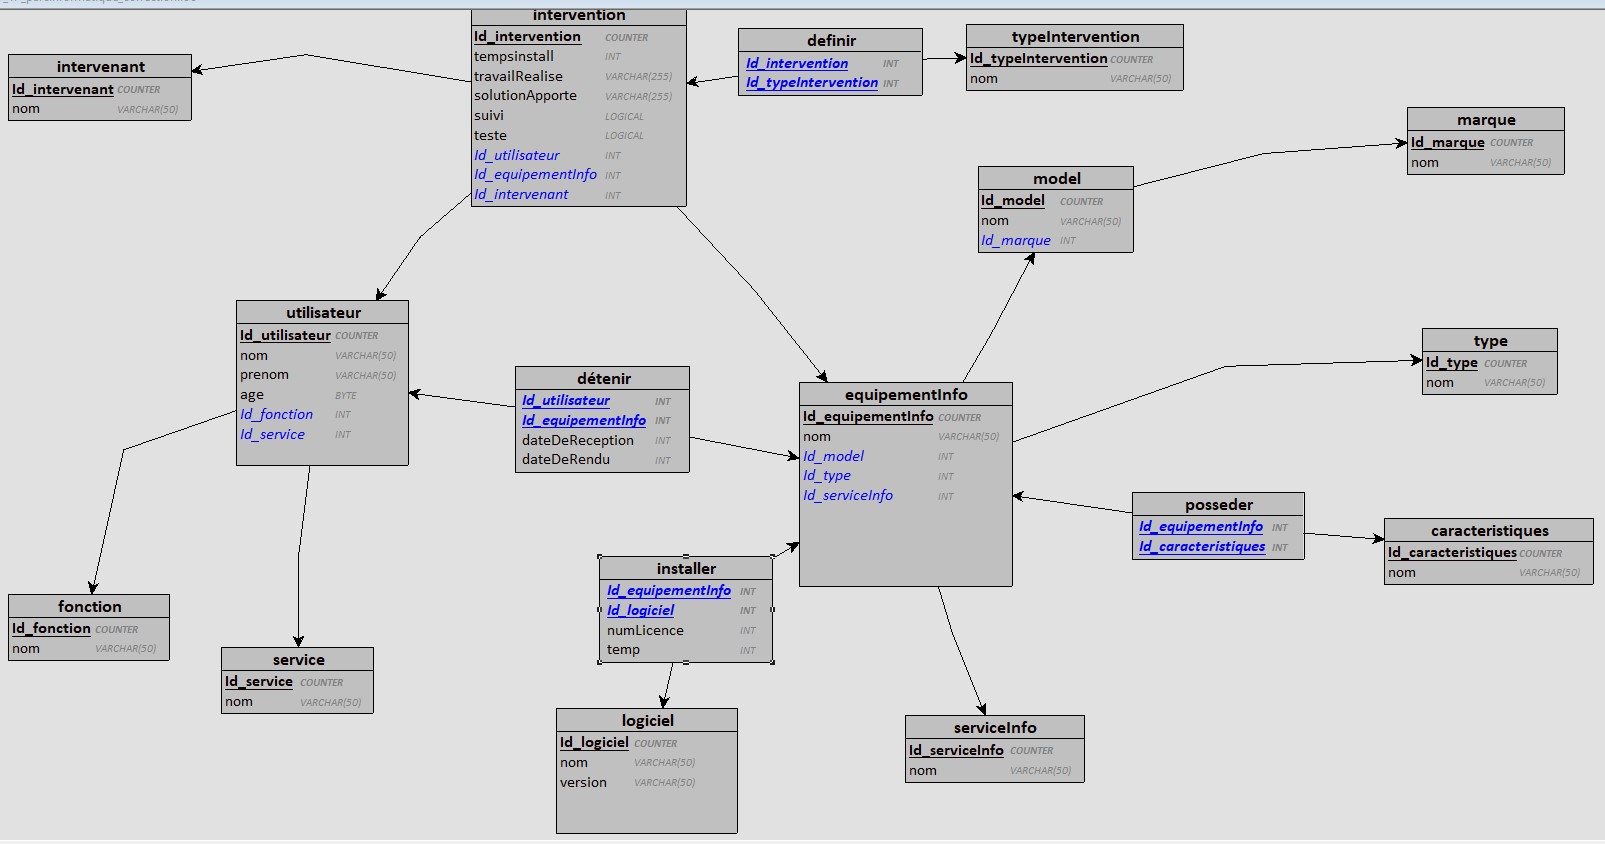 intervention
Id_intervention COUNTER
tempsinstall INT
travailRealise VARCHAR(255)
solutionApporte VARCHAR(255)
suivi LOGICAL
teste LOGICAL
Id_utilisateur INT
Id_equipementInfo INT
Id_intervenant INT
definir
Id_intervention INT
Id_typeIntervention INT
typeIntervention
Id_typeIntervention COUNTER
nom VARCHAR(50)
intervenant
Id_intervenant COUNTER
nom VARCHAR(50)
marque
Id_marque COUNTER
nom VARCHAR(50)
model
Id_model COUNTER
nom VARCHAR(50)
Id_marque INT
utilisateur
Id_utilisateur COUNTER
nom VARCHAR(50)
prenom VARCHAR(50)
age BYTE
Id_fonction INT
Id_service INT
type
Id_type COUNTER
nom VARCHAR(50)
détenir
Id_utilisateur INT
Id_equipementInfo INT
dateDeReception INT
dateDeRendu INT
equipementInfo
Id_equipementInfo COUNTER
nom VARCHAR(50)
Id_model INT
Id_type INT
Id_serviceInfo INT
posseder
Id_equipementInfo INT
Id_caracteristiques INT
caracteristiques
Id_caracteristiques COUNTER
nom VARCHAR(50)
installer
Id_equipementInfo INT
Id_logiciel INT
numLicence INT
temp INT
fonction
Id_fonction COUNTER
nom VARCHAR(50)
service
Id_service COUNTER
nom VARCHAR(50)
logiciel
Id_logiciel COUNTER
nom VARCHAR(50)
version VARCHAR(50)
serviceInfo
Id_serviceInfo COUNTER
nom VARCHAR(50)